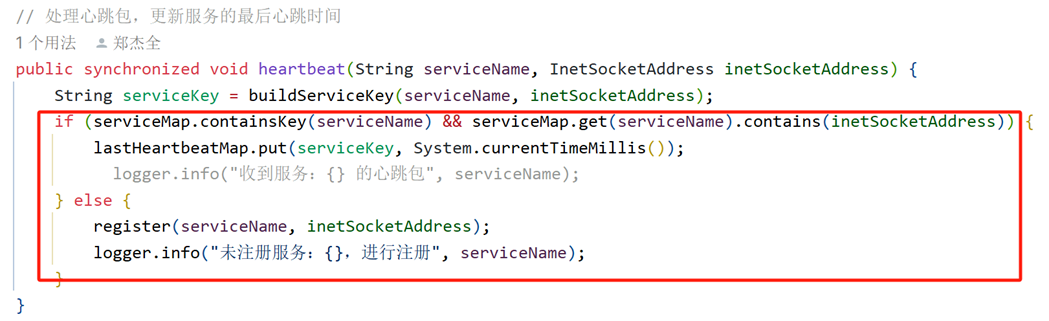 // 处理心跳包，更新服务的最后心跳时间
1 个用法 郑杰全
public synchronized void heartbeat(String serviceName, InetSocketAddress inetSocketAddress) {
    String serviceKey = buildServiceKey(serviceName, inetSocketAddress);
    if (serviceMap.containsKey(serviceName) && serviceMap.get(serviceName).contains(inetSocketAddress)) {
        lastHeartbeatMap.put(serviceKey, System.currentTimeMillis());
          logger.info("收到服务：{} 的心跳包", serviceName);
    } else {
        register(serviceName, inetSocketAddress);
        logger.info("未注册服务：{}，进行注册", serviceName);
    }
}